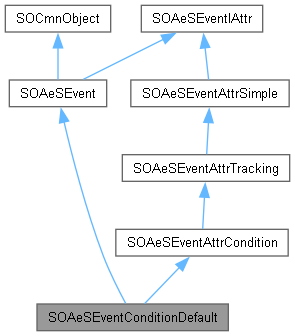 SOCmnObject
SOAeSEventIAttr
SOAeSEvent
SOAeSEventAttrSimple
SOAeSEventAttrTracking
SOAeSEventAttrCondition
SOAeSEventConditionDefault